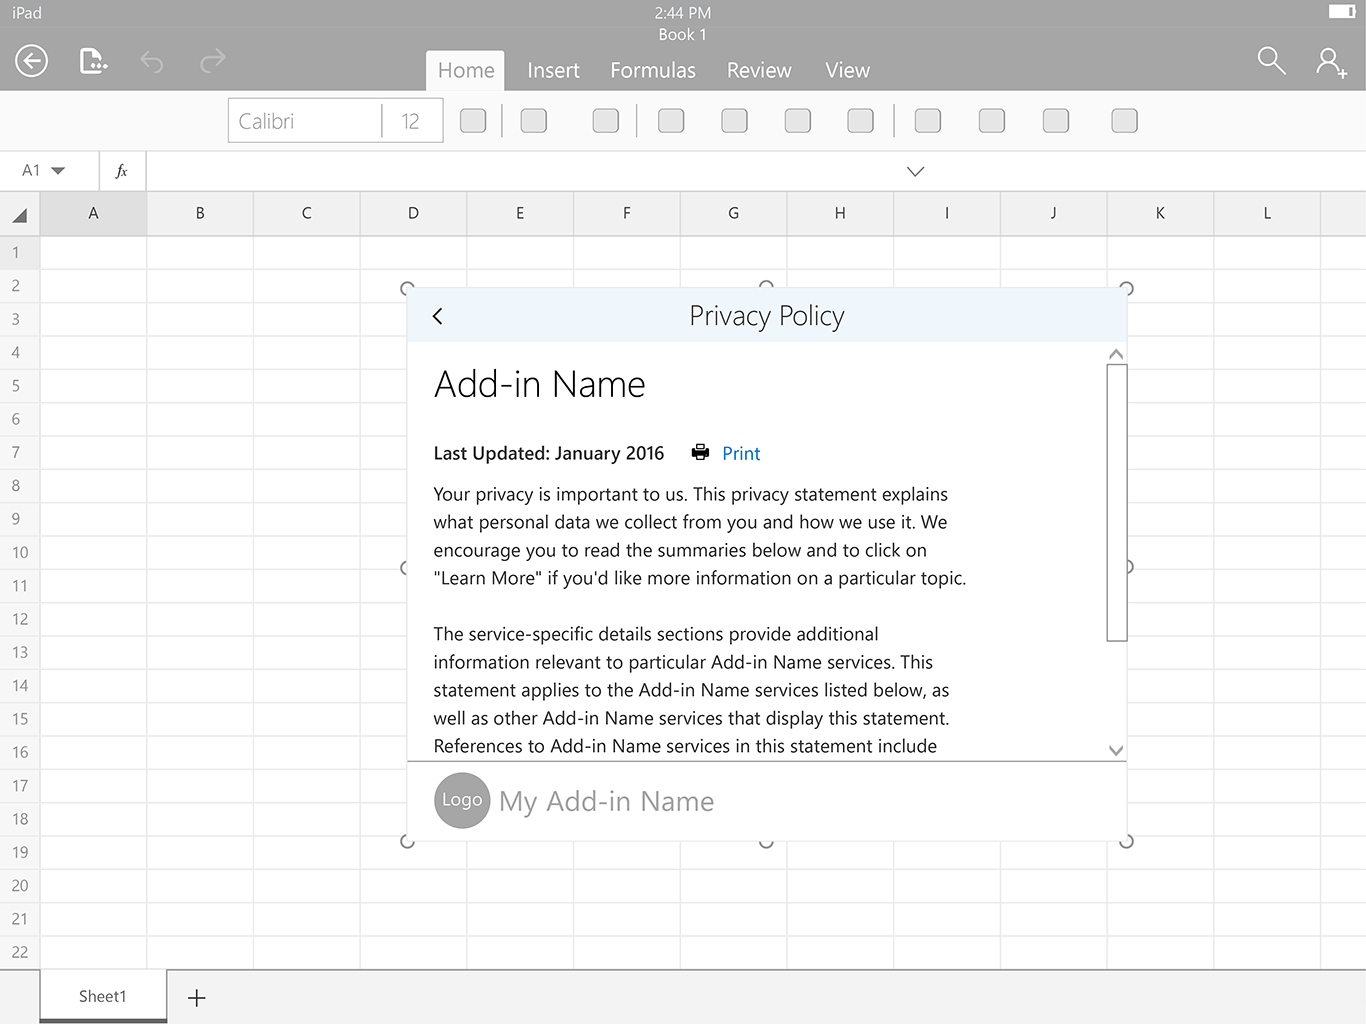 iPad
2:44 PM
Book 1
Home Insert Formulas Review View
Calibri 12
A1 fx
A B C D E F G H I J K L
1
2
3
4
5
6
7
8
9
10
11
12
13
14
15
16
17
18
19
20
21
22
Privacy Policy
Add-in Name
Last Updated: January 2016 Print
Your privacy is important to us. This privacy statement explains
what personal data we collect from you and how we use it. We
encourage you to read the summaries below and to click on
"Learn More" if you'd like more information on a particular topic.
The service-specific details sections provide additional
information relevant to particular Add-in Name services. This
statement applies to the Add-in Name services listed below, as
well as other Add-in Name services that display this statement.
References to Add-in Name services in this statement include
Logo My Add-in Name
Sheet1